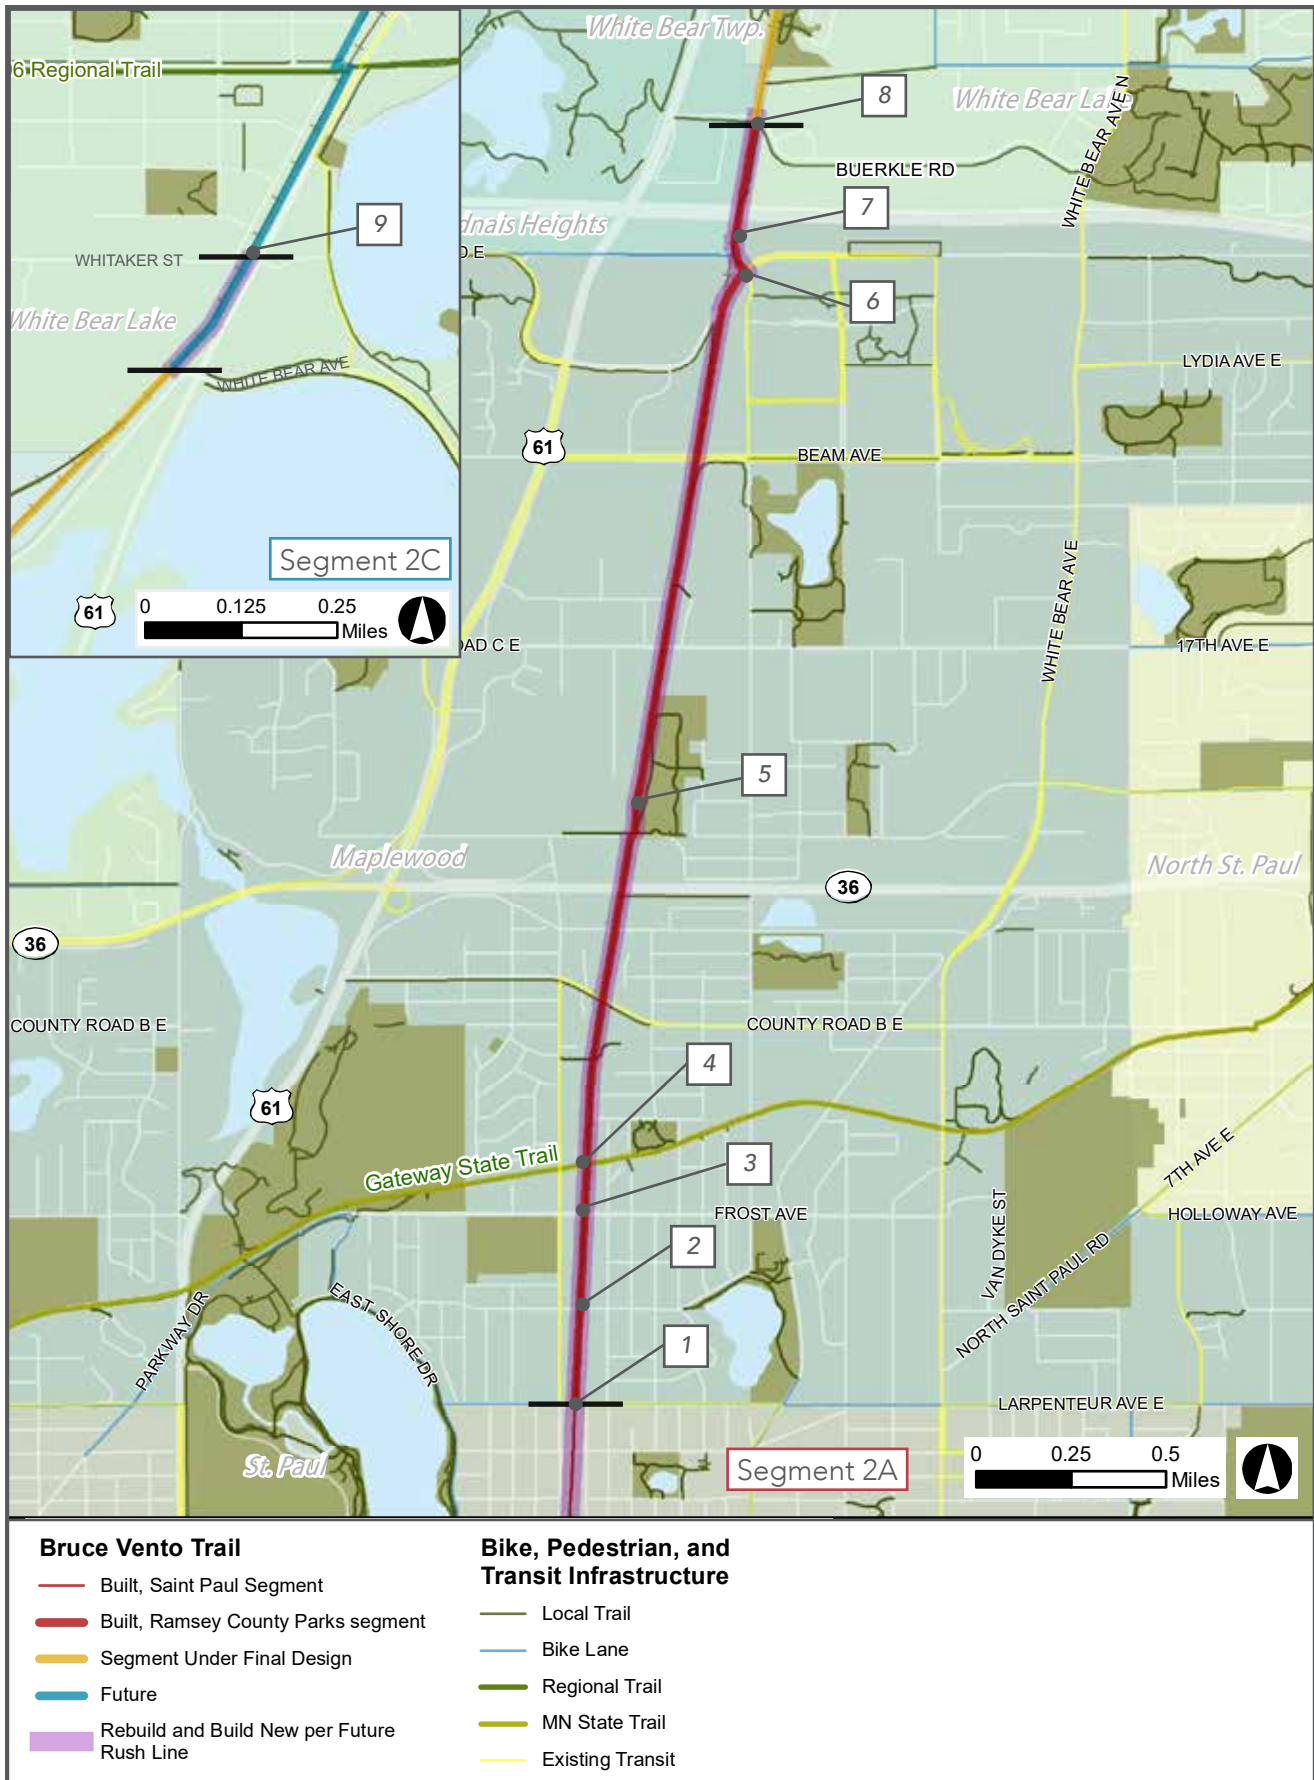 White Bear Twp.
6 Regional Trail
8
White Bear Lake
WHITE BEAR AVE N
BUERKLE RD
7
9
dnais Heights
D E
WHITAKER ST
6
White Bear Lake
WHITE BEAR AVE
LYDIA AVE E
61
BEAM AVE
Segment 2C
61
0 0.125 0.25
Miles
WHITE BEAR AVE
OAD C E
17TH AVE E
5
Maplewood
North St. Paul
36
36
COUNTY ROAD B E
COUNTY ROAD B E
4
61
Gateway State Trail
3
7TH AVE E
FROST AVE
HOLLOWAY AVE
VAN DYKE ST
2
NORTH SAINT PAUL RD
EAST SHORE DR
PARKWAY DR
1
LARPENTEUR AVE E
St. Paul
Segment 2A
0 0.25 0.5
Miles
Bruce Vento Trail
Built, Saint Paul Segment
Built, Ramsey County Parks segment
Segment Under Final Design
Future
Rebuild and Build New per Future
Rush Line
Bike, Pedestrian, and
Transit Infrastructure
Local Trail
Bike Lane
Regional Trail
MN State Trail
Existing Transit